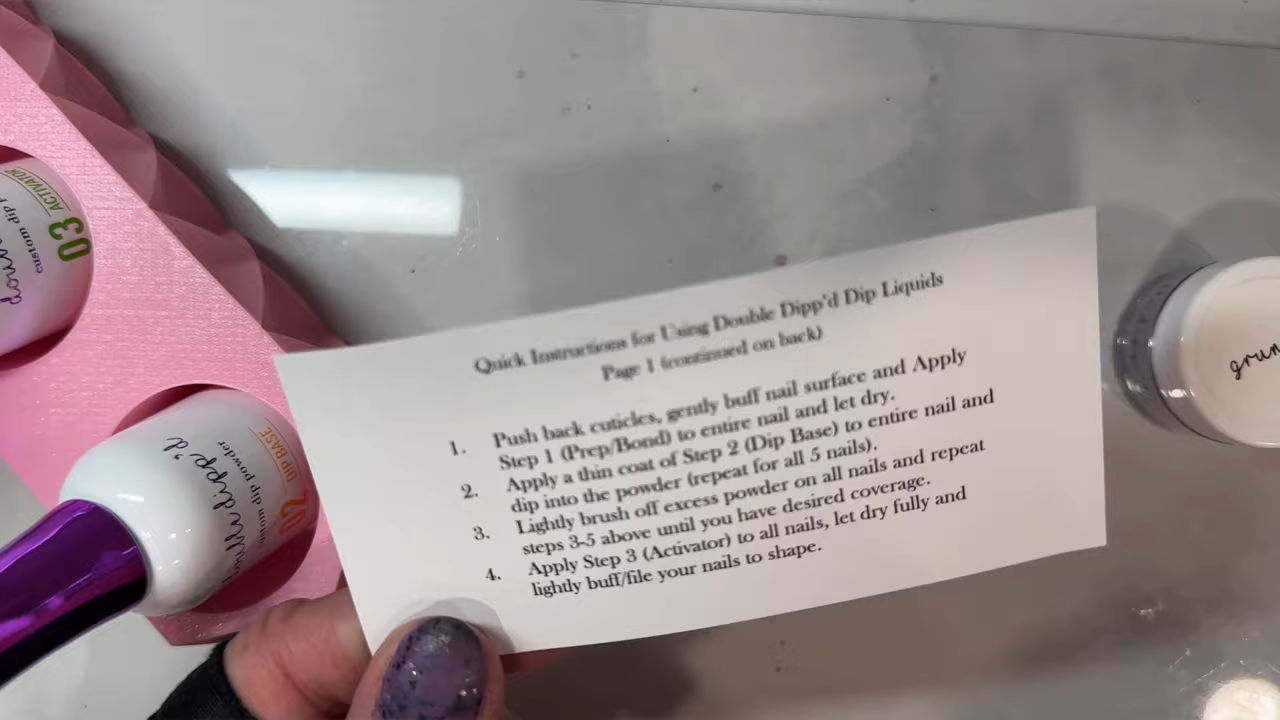 Quick Instructions for Using Double Dipp'd Dip Liquids
Page 1 (continued on back)
1. Push back cuticles, gently buff nail surface and Apply
Step 1 (Prep/Bond) to entire nail and let dry.
2. Apply a thin coat of Step 2 (Dip Base) to entire nail and
dip into the powder (repeat for all 5 nails).
3. Lightly brush off excess powder on all nails and repeat
steps 3-5 above until you have desired coverage.
4. Apply Step 3 (Activator) to all nails, let dry fully and
lightly buff/file your nails to shape.
03 ACTIVATOR
custom dip
02 DIP BASE
dipp'd
custom dip powder